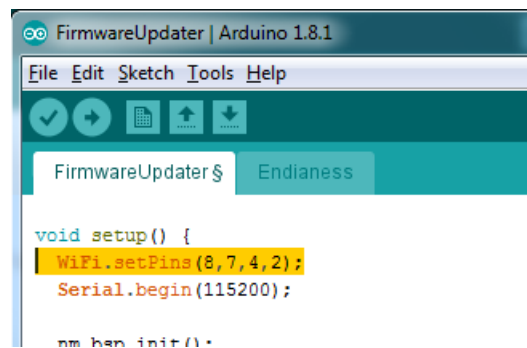 FirmwareUpdater | Arduino 1.8.1
File Edit Sketch Tools Help
FirmwareUpdater § Endianess
void setup() {
WiFi.setPins(8,7,4,2);
Serial.begin(115200);
nm_bsp_init();